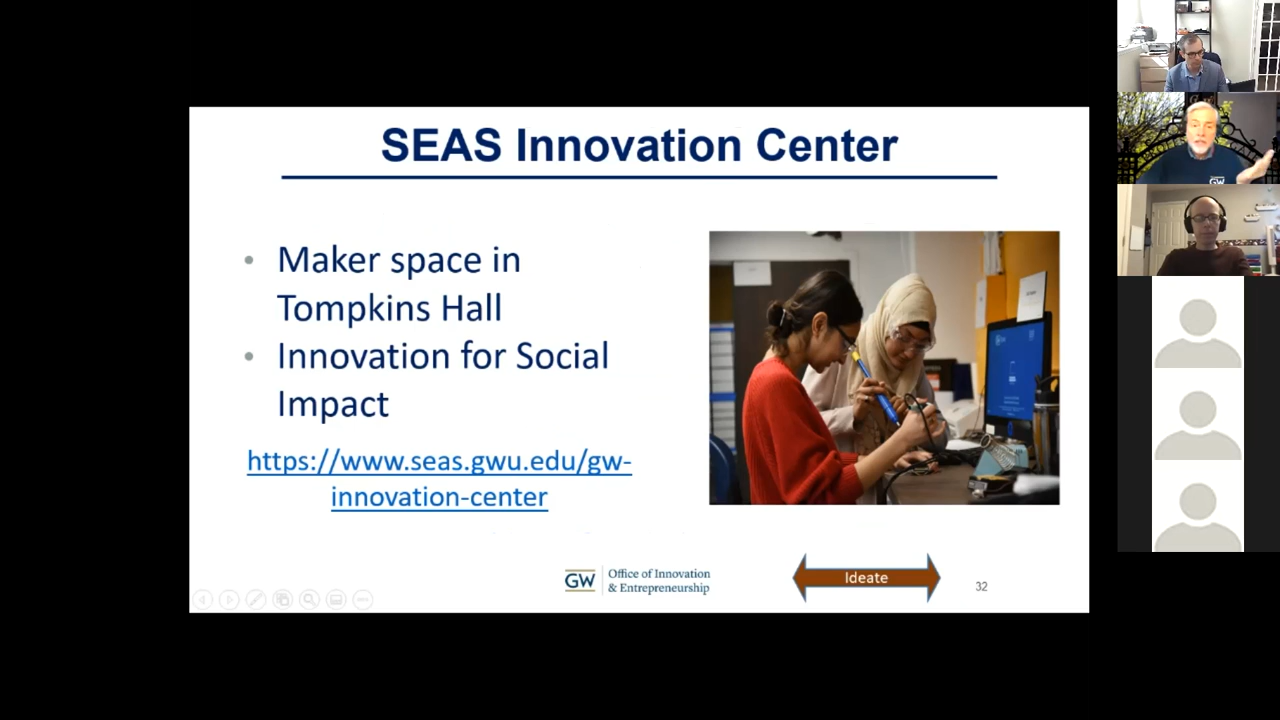 SEAS Innovation Center
• Maker space in
Tompkins Hall
• Innovation for Social
Impact
https://www.seas.gwu.edu/gw-
innovation-center
GW Office of Innovation
& Entrepreneurship
Ideate
32
GW